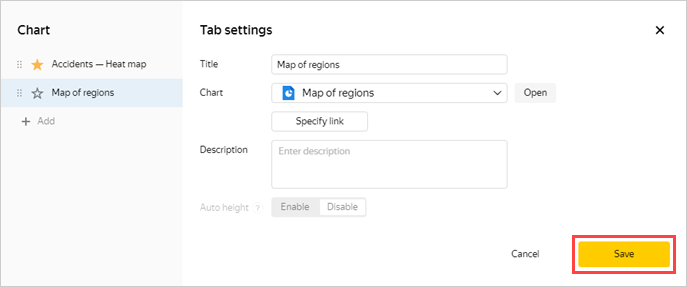 Chart
Accidents — Heat map
Map of regions
Add
Tab settings
Title
Map of regions
Chart
Map of regions
Open
Specify link
Description
Enter description
Auto height ?
Enable
Disable
Cancel
Save